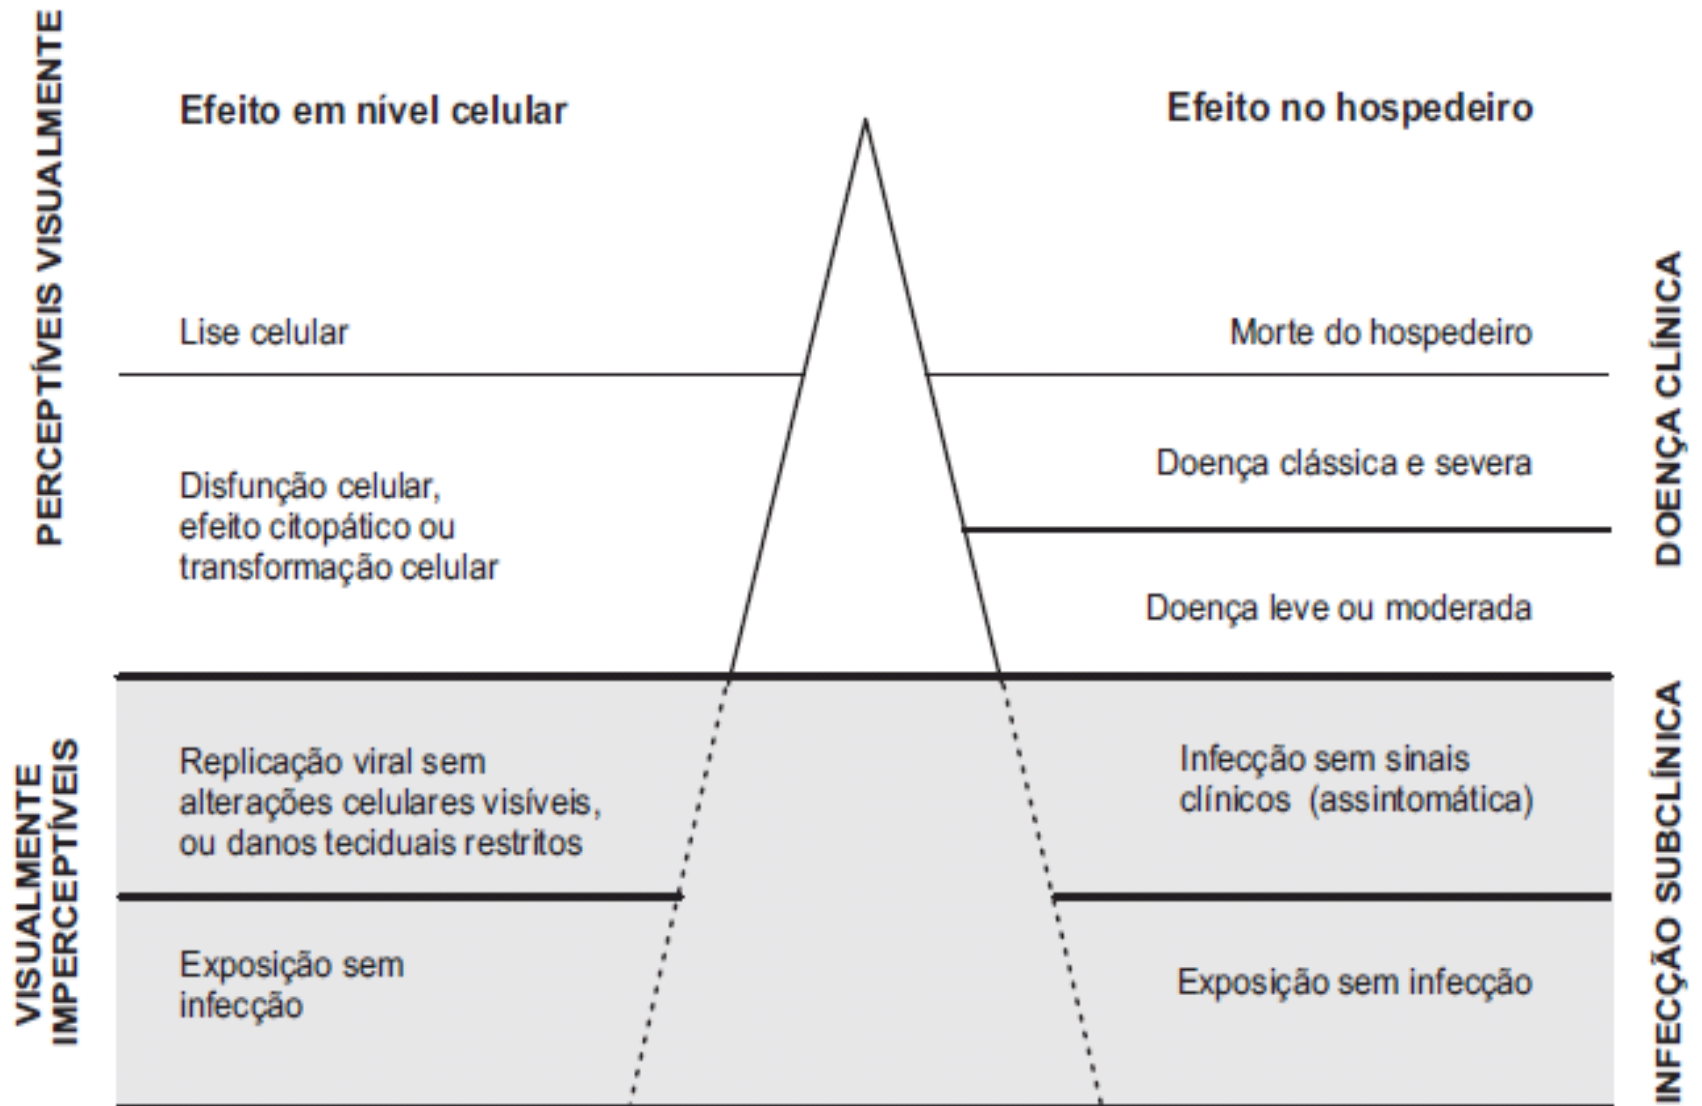 PERCEPTÍVEIS VISUALMENTE
Efeito em nível celular
Efeito no hospedeiro
Lise celular
Morte do hospedeiro
DOENÇA CLÍNICA
Doença clássica e severa
Disfunção celular,
efeito citopático ou
transformação celular
Doença leve ou moderada
VISUALMENTE
IMPERCEPTÍVEIS
Replicação viral sem
alterações celulares visíveis,
ou danos teciduais restritos
Infecção sem sinais
clínicos (assintomática)
INFECÇÃO SUBCLÍNICA
Exposição sem
infecção
Exposição sem infecção